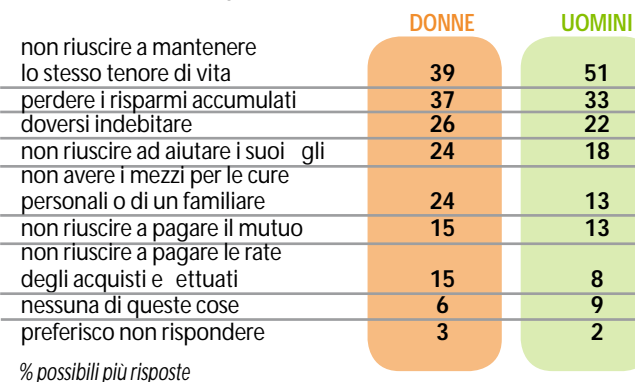 DONNE UOMINI
non riuscire a mantenere
lo stesso tenore di vita 39 51
perdere i risparmi accumulati 37 33
doversi indebitare 26 22
non riuscire ad aiutare i suoi gli 24 18
non avere i mezzi per le cure
personali o di un familiare 24 13
non riuscire a pagare il mutuo 15 13
non riuscire a pagare le rate
degli acquisti e ettuati 15 8
nessuna di queste cose 6 9
preferisco non rispondere 3 2
% possibili più risposte